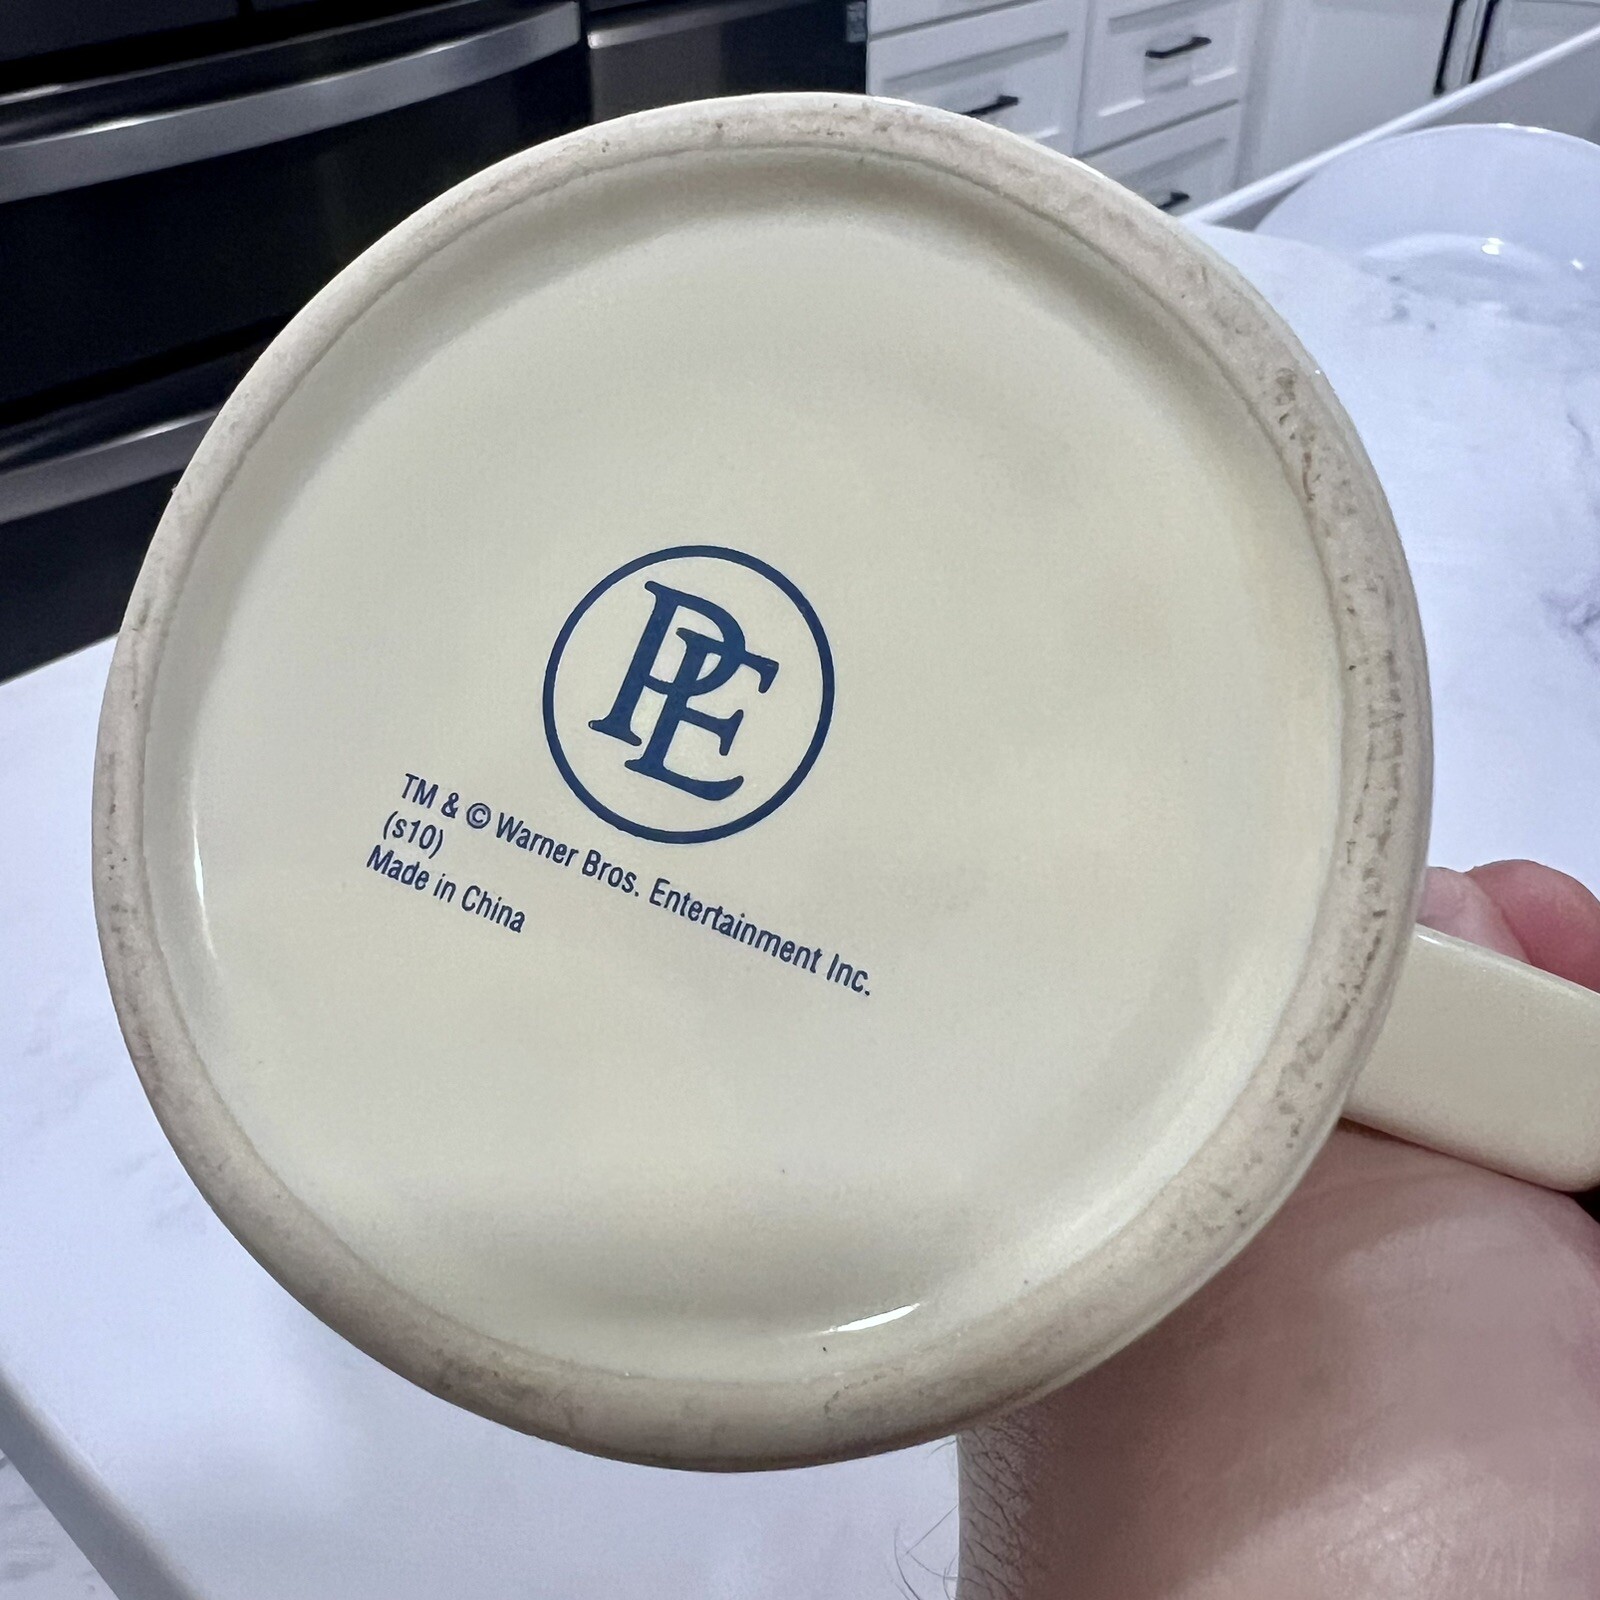 PE
TM & © Warner Bros. Entertainment Inc.
(s10)
Made in China